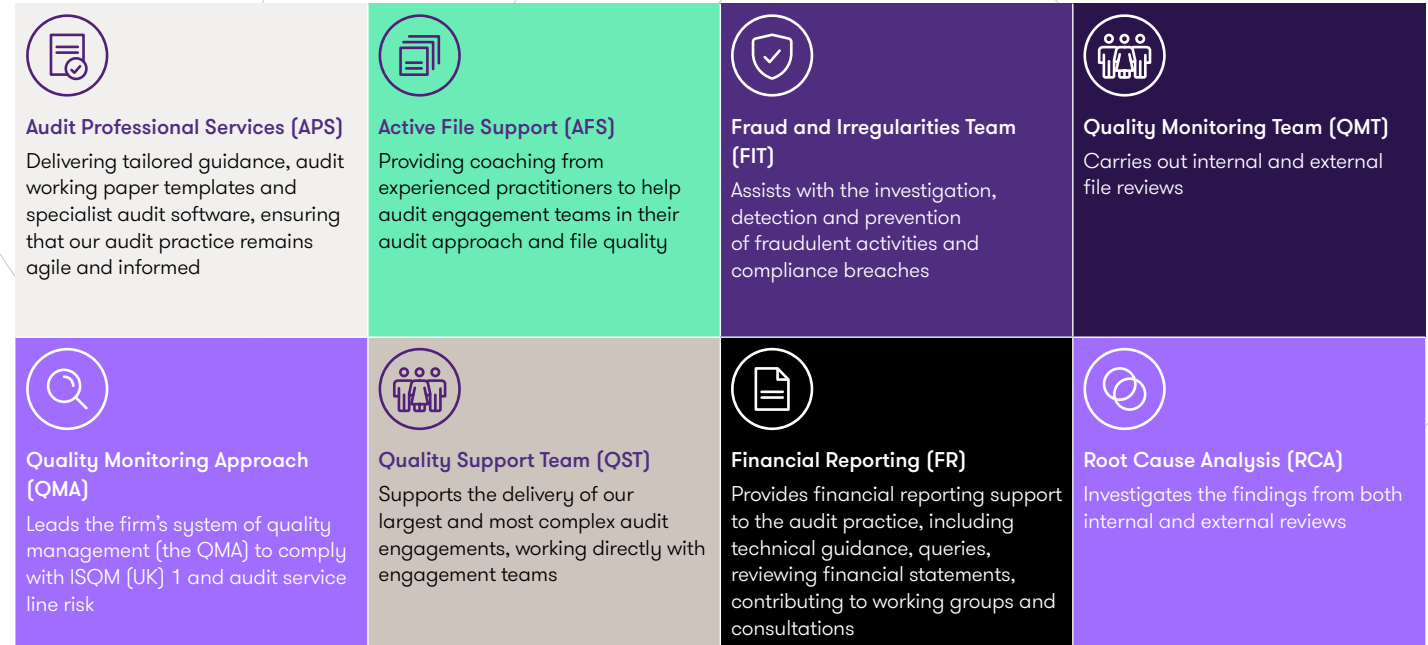 Audit Professional Services (APS)
Delivering tailored guidance, audit
working paper templates and
specialist audit software, ensuring
that our audit practice remains
agile and informed
Active File Support (AFS)
Providing coaching from
experienced practitioners to help
audit engagement teams in their
audit approach and file quality
Fraud and Irregularities Team
(FIT)
Assists with the investigation,
detection and prevention
of fraudulent activities and
compliance breaches
Quality Monitoring Team (QMT)
Carries out internal and external
file reviews
Quality Monitoring Approach
(QMA)
Leads the firm's system of quality
management (the QMA) to comply
with ISQM (UK) 1 and audit service
line risk
Quality Support Team (QST)
Supports the delivery of our
largest and most complex audit
engagements, working directly with
engagement teams
Financial Reporting (FR)
Provides financial reporting support
to the audit practice, including
technical guidance, queries,
reviewing financial statements,
contributing to working groups and
consultations
Root Cause Analysis (RCA)
Investigates the findings from both
internal and external reviews